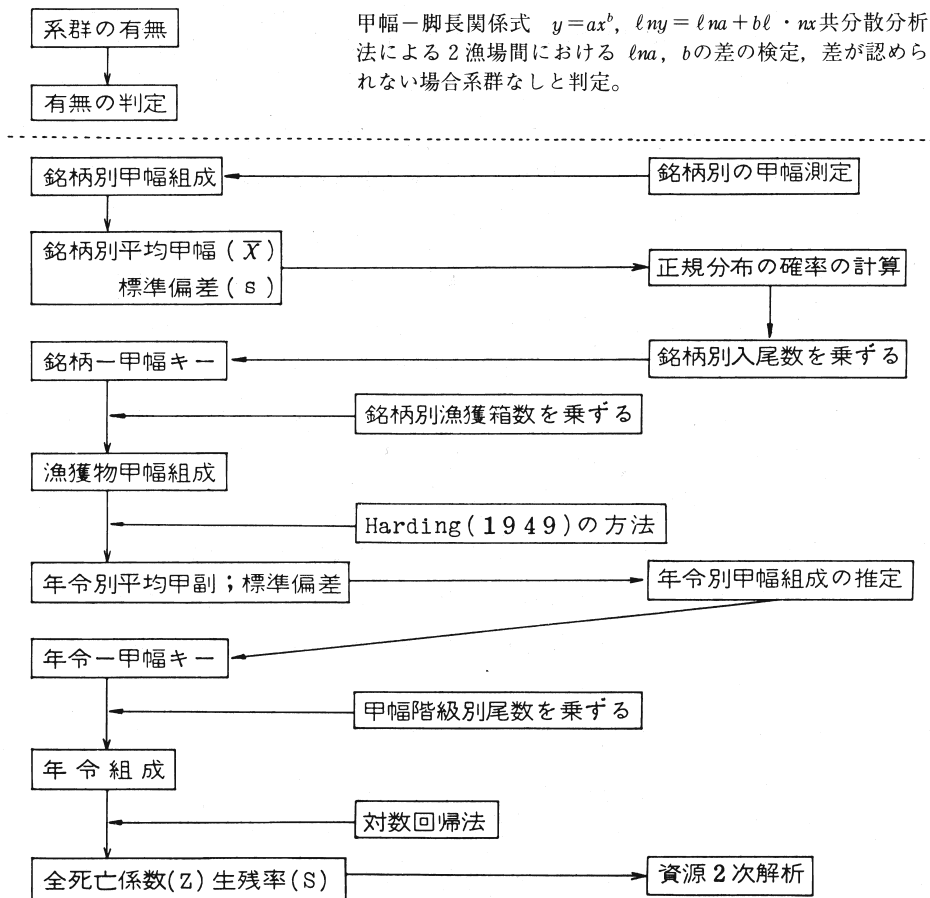 系群の有無
甲幅－脚長関係式　y＝ax^b, ℓny＝ℓna＋bℓ・nx共分散分析
法による2漁場間における ℓna, bの差の検定, 差が認めら
れない場合系群なしと判定。
有無の判定
銘柄別甲幅組成
銘柄別の甲幅測定
銘柄別平均甲幅(X̄)
標準偏差(s)
正規分布の確率の計算
銘柄－甲幅キー
銘柄別入尾数を乗ずる
銘柄別漁獲箱数を乗ずる
漁獲物甲幅組成
Harding(1949)の方法
年令別平均甲副；標準偏差
年令別甲幅組成の推定
年令－甲幅キー
甲幅階級別尾数を乗ずる
年令組成
対数回帰法
全死亡係数(Z)生残率(S)
資源2次解析